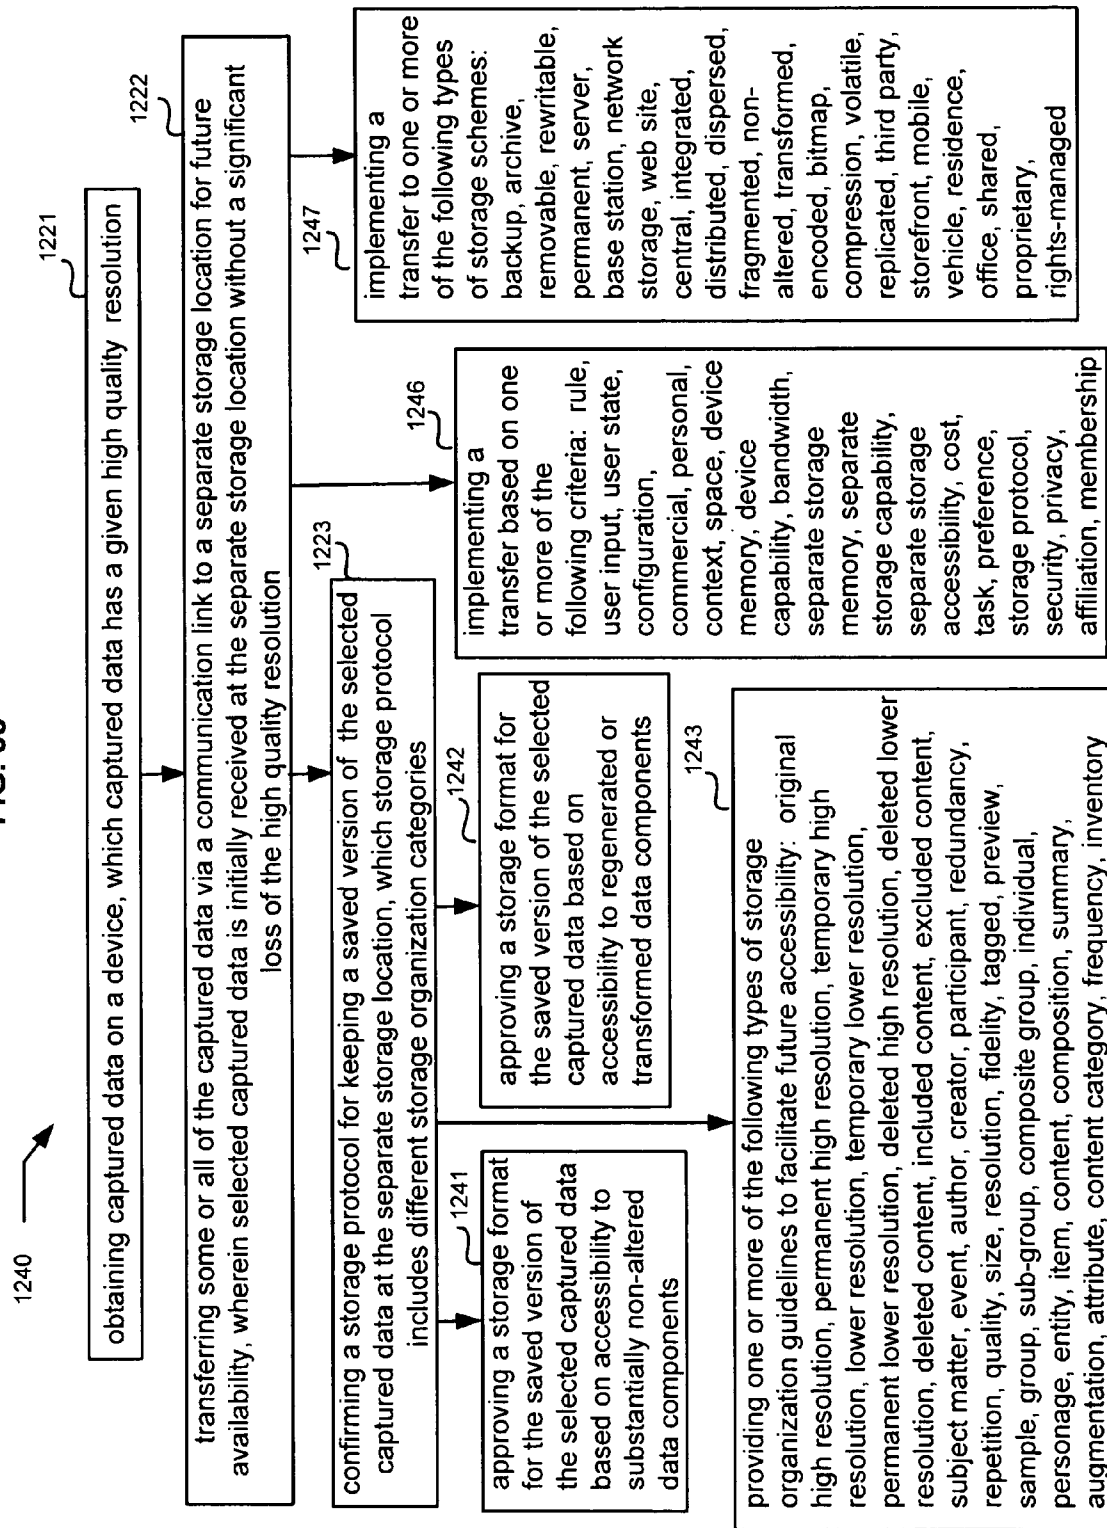 1240
obtaining captured data on a device, which captured data has a given high quality resolution
1221
transferring some or all of the captured data via a communication link to a separate storage location for future
availability, wherein selected captured data is initially received at the separate storage location without a significant
loss of the high quality resolution
1222
confirming a storage protocol for keeping a saved version of the selected
captured data at the separate storage location, which storage protocol
includes different storage organization categories
1223
approving a storage format
for the saved version of
the selected captured data
based on accessibility to
substantially non-altered
data components
1241
approving a storage format for
the saved version of the selected
captured data based on
accessibility to regenerated or
transformed data components
1242
providing one or more of the following types of storage
organization guidelines to facilitate future accessibility: original
high resolution, permanent high resolution, temporary high
resolution, lower resolution, temporary lower resolution,
permanent lower resolution, deleted high resolution, deleted lower
resolution, deleted content, included content, excluded content,
subject matter, event, author, creator, participant, redundancy,
repetition, quality, size, resolution, fidelity, tagged, preview,
sample, group, sub-group, composite group, individual,
personage, entity, item, content, composition, summary,
augmentation, attribute, content category, frequency, inventory
1243
implementing a
transfer based on one
or more of the
following criteria: rule,
user input, user state,
configuration,
commercial, personal,
context, space, device
memory, device
capability, bandwidth,
separate storage
memory, separate
storage capability,
separate storage
accessibility, cost,
task, preference,
storage protocol,
security, privacy,
affiliation, membership
1246
implementing a
transfer to one or more
of the following types
of storage schemes:
backup, archive,
removable, rewritable,
permanent, server,
base station, network
storage, web site,
central, integrated,
distributed, dispersed,
fragmented, non-
altered, transformed,
encoded, bitmap,
compression, volatile,
replicated, third party,
storefront, mobile,
vehicle, residence,
office, shared,
proprietary,
rights-managed
1247